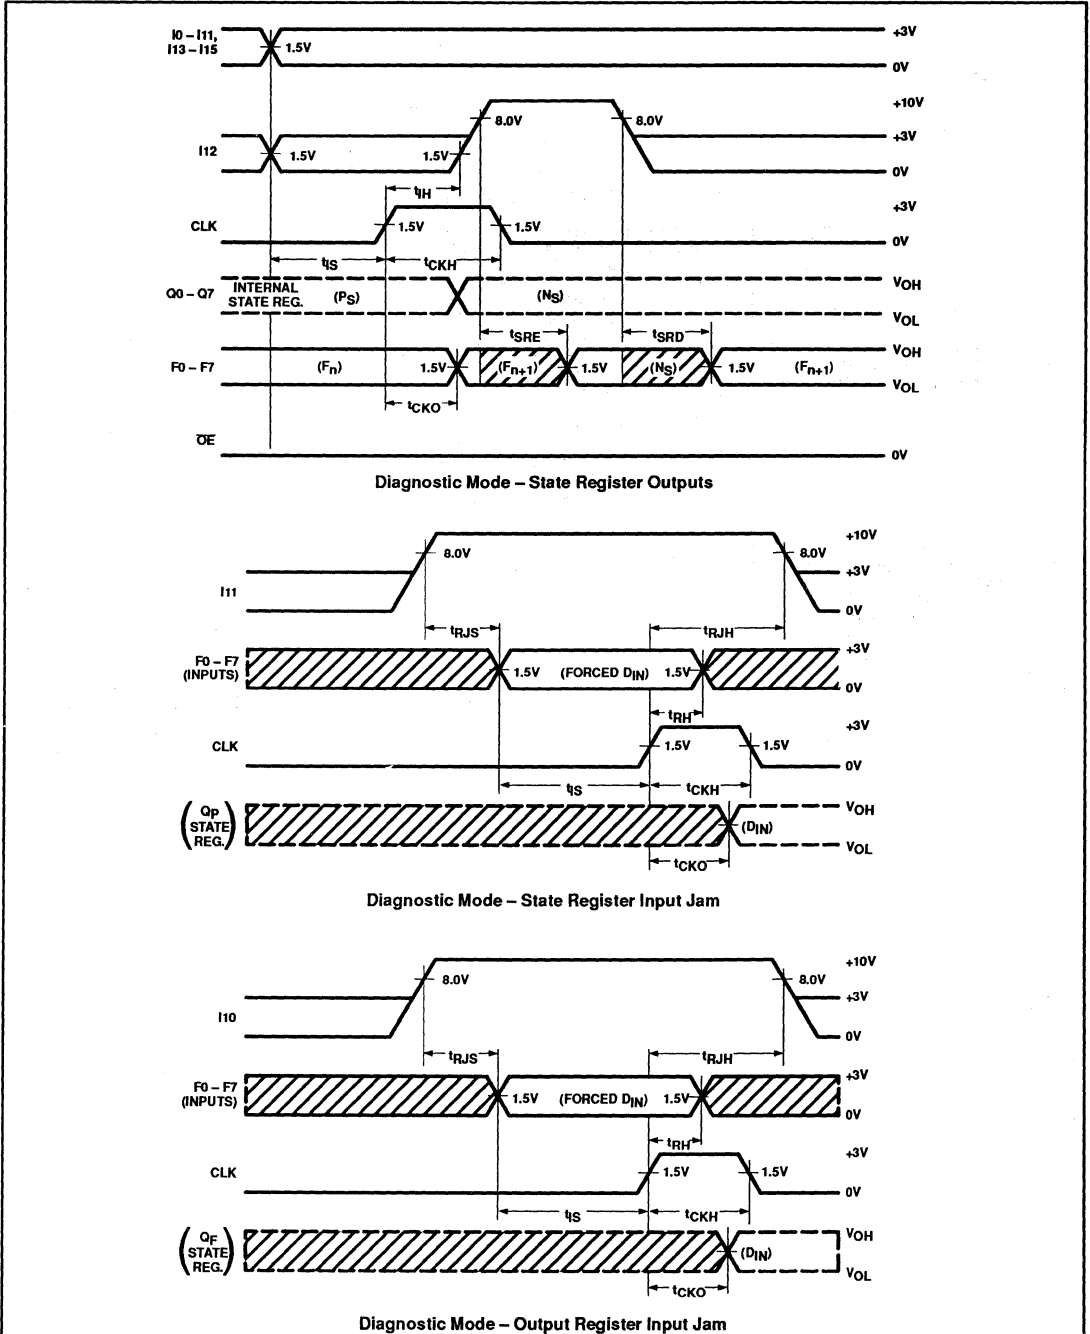 I0 – I11,
I13 – I15
1.5V
+3V
0V
I12
1.5V
1.5V
8.0V
8.0V
+10V
+3V
0V
tIH
CLK
1.5V
1.5V
+3V
0V
tIS
tCKH
Q0 – Q7
INTERNAL
STATE REG.
(PS)
(NS)
VOH
VOL
tSRE
tSRD
F0 – F7
(Fn)
1.5V
(Fn+1)
1.5V
(NS)
1.5V
(Fn+1)
VOH
VOL
tCKO
OE
0V
Diagnostic Mode – State Register Outputs
I11
8.0V
8.0V
+10V
+3V
0V
tRJS
tRJH
F0 – F7
(INPUTS)
1.5V
(FORCED DIN)
1.5V
+3V
0V
tRH
CLK
1.5V
1.5V
+3V
0V
tIS
tCKH
(QP
STATE
REG.)
(DIN)
VOH
VOL
tCKO
Diagnostic Mode – State Register Input Jam
I10
8.0V
8.0V
+10V
+3V
0V
tRJS
tRJH
F0 – F7
(INPUTS)
1.5V
(FORCED DIN)
1.5V
+3V
0V
tRH
CLK
1.5V
1.5V
+3V
0V
tIS
tCKH
(QF
STATE
REG.)
(DIN)
VOH
VOL
tCKO
Diagnostic Mode – Output Register Input Jam